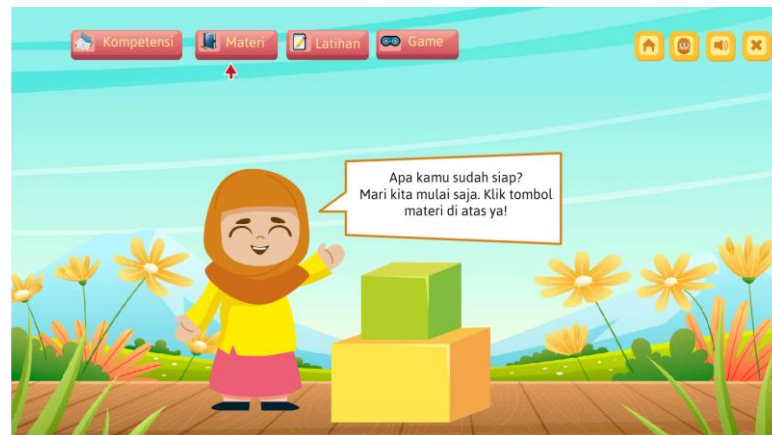 Kompetensi
Materi
Latihan
Game
Apa kamu sudah siap?
Mari kita mulai saja. Klik tombol
materi di atas ya!